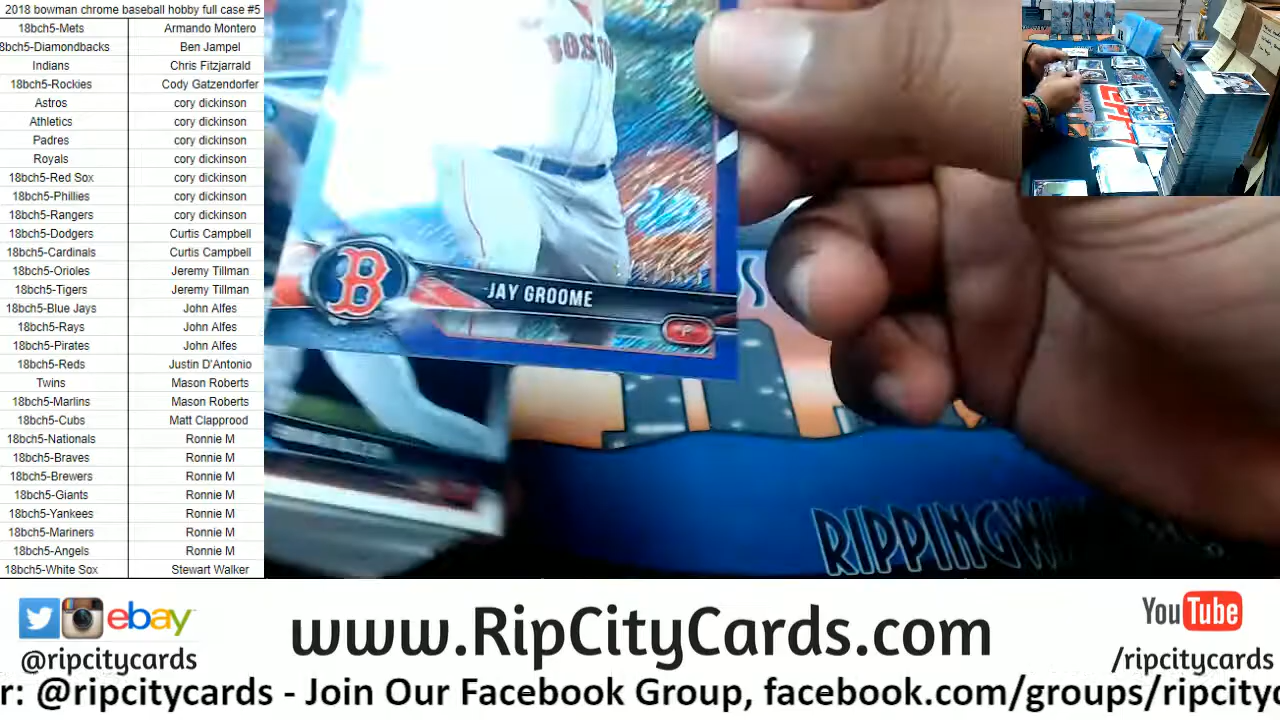 2018 bowman chrome baseball hobby full case #5
18bch5-Mets Armando Montero
8bch5-Diamondbacks Ben Jampel
Indians Chris Fitzjarrald
18bch5-Rockies Cody Gatzendorfer
Astros cory dickinson
Athletics cory dickinson
Padres cory dickinson
Royals cory dickinson
18bch5-Red Sox cory dickinson
18bch5-Phillies cory dickinson
18bch5-Rangers cory dickinson
18bch5-Dodgers Curtis Campbell
18bch5-Cardinals Curtis Campbell
18bch5-Orioles Jeremy Tillman
18bch5-Tigers Jeremy Tillman
18bch5-Blue Jays John Alfes
18bch5-Rays John Alfes
18bch5-Pirates John Alfes
18bch5-Reds Justin D'Antonio
Twins Mason Roberts
18bch5-Marlins Mason Roberts
18bch5-Cubs Matt Clapprood
18bch5-Nationals Ronnie M
18bch5-Braves Ronnie M
18bch5-Brewers Ronnie M
18bch5-Giants Ronnie M
18bch5-Yankees Ronnie M
18bch5-Mariners Ronnie M
18bch5-Angels Ronnie M
18bch5-White Sox Stewart Walker
BOSTON
B
JAY GROOME
P
RIPPINGW
ebay
@ripcitycards
www.RipCityCards.com
YouTube
/ripcitycards
r: @ripcitycards - Join Our Facebook Group, facebook.com/groups/ripcityc